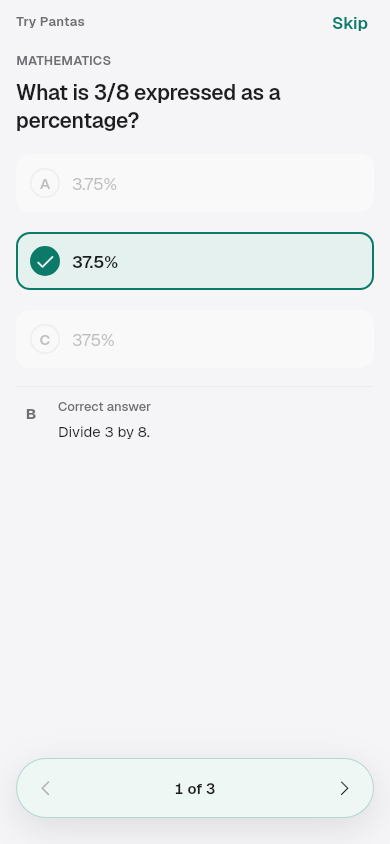 Try Pantas
Skip
MATHEMATICS
What is 3/8 expressed as a
percentage?
A
3.75%
37.5%
C
375%
B
Correct answer
Divide 3 by 8.
1 of 3